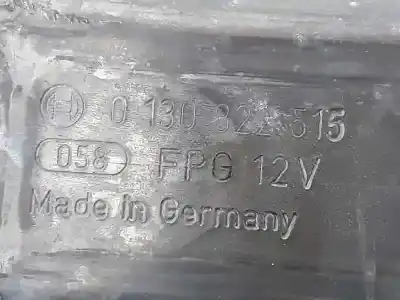 0 130 822 515
058 FPG 12V
Made in Germany